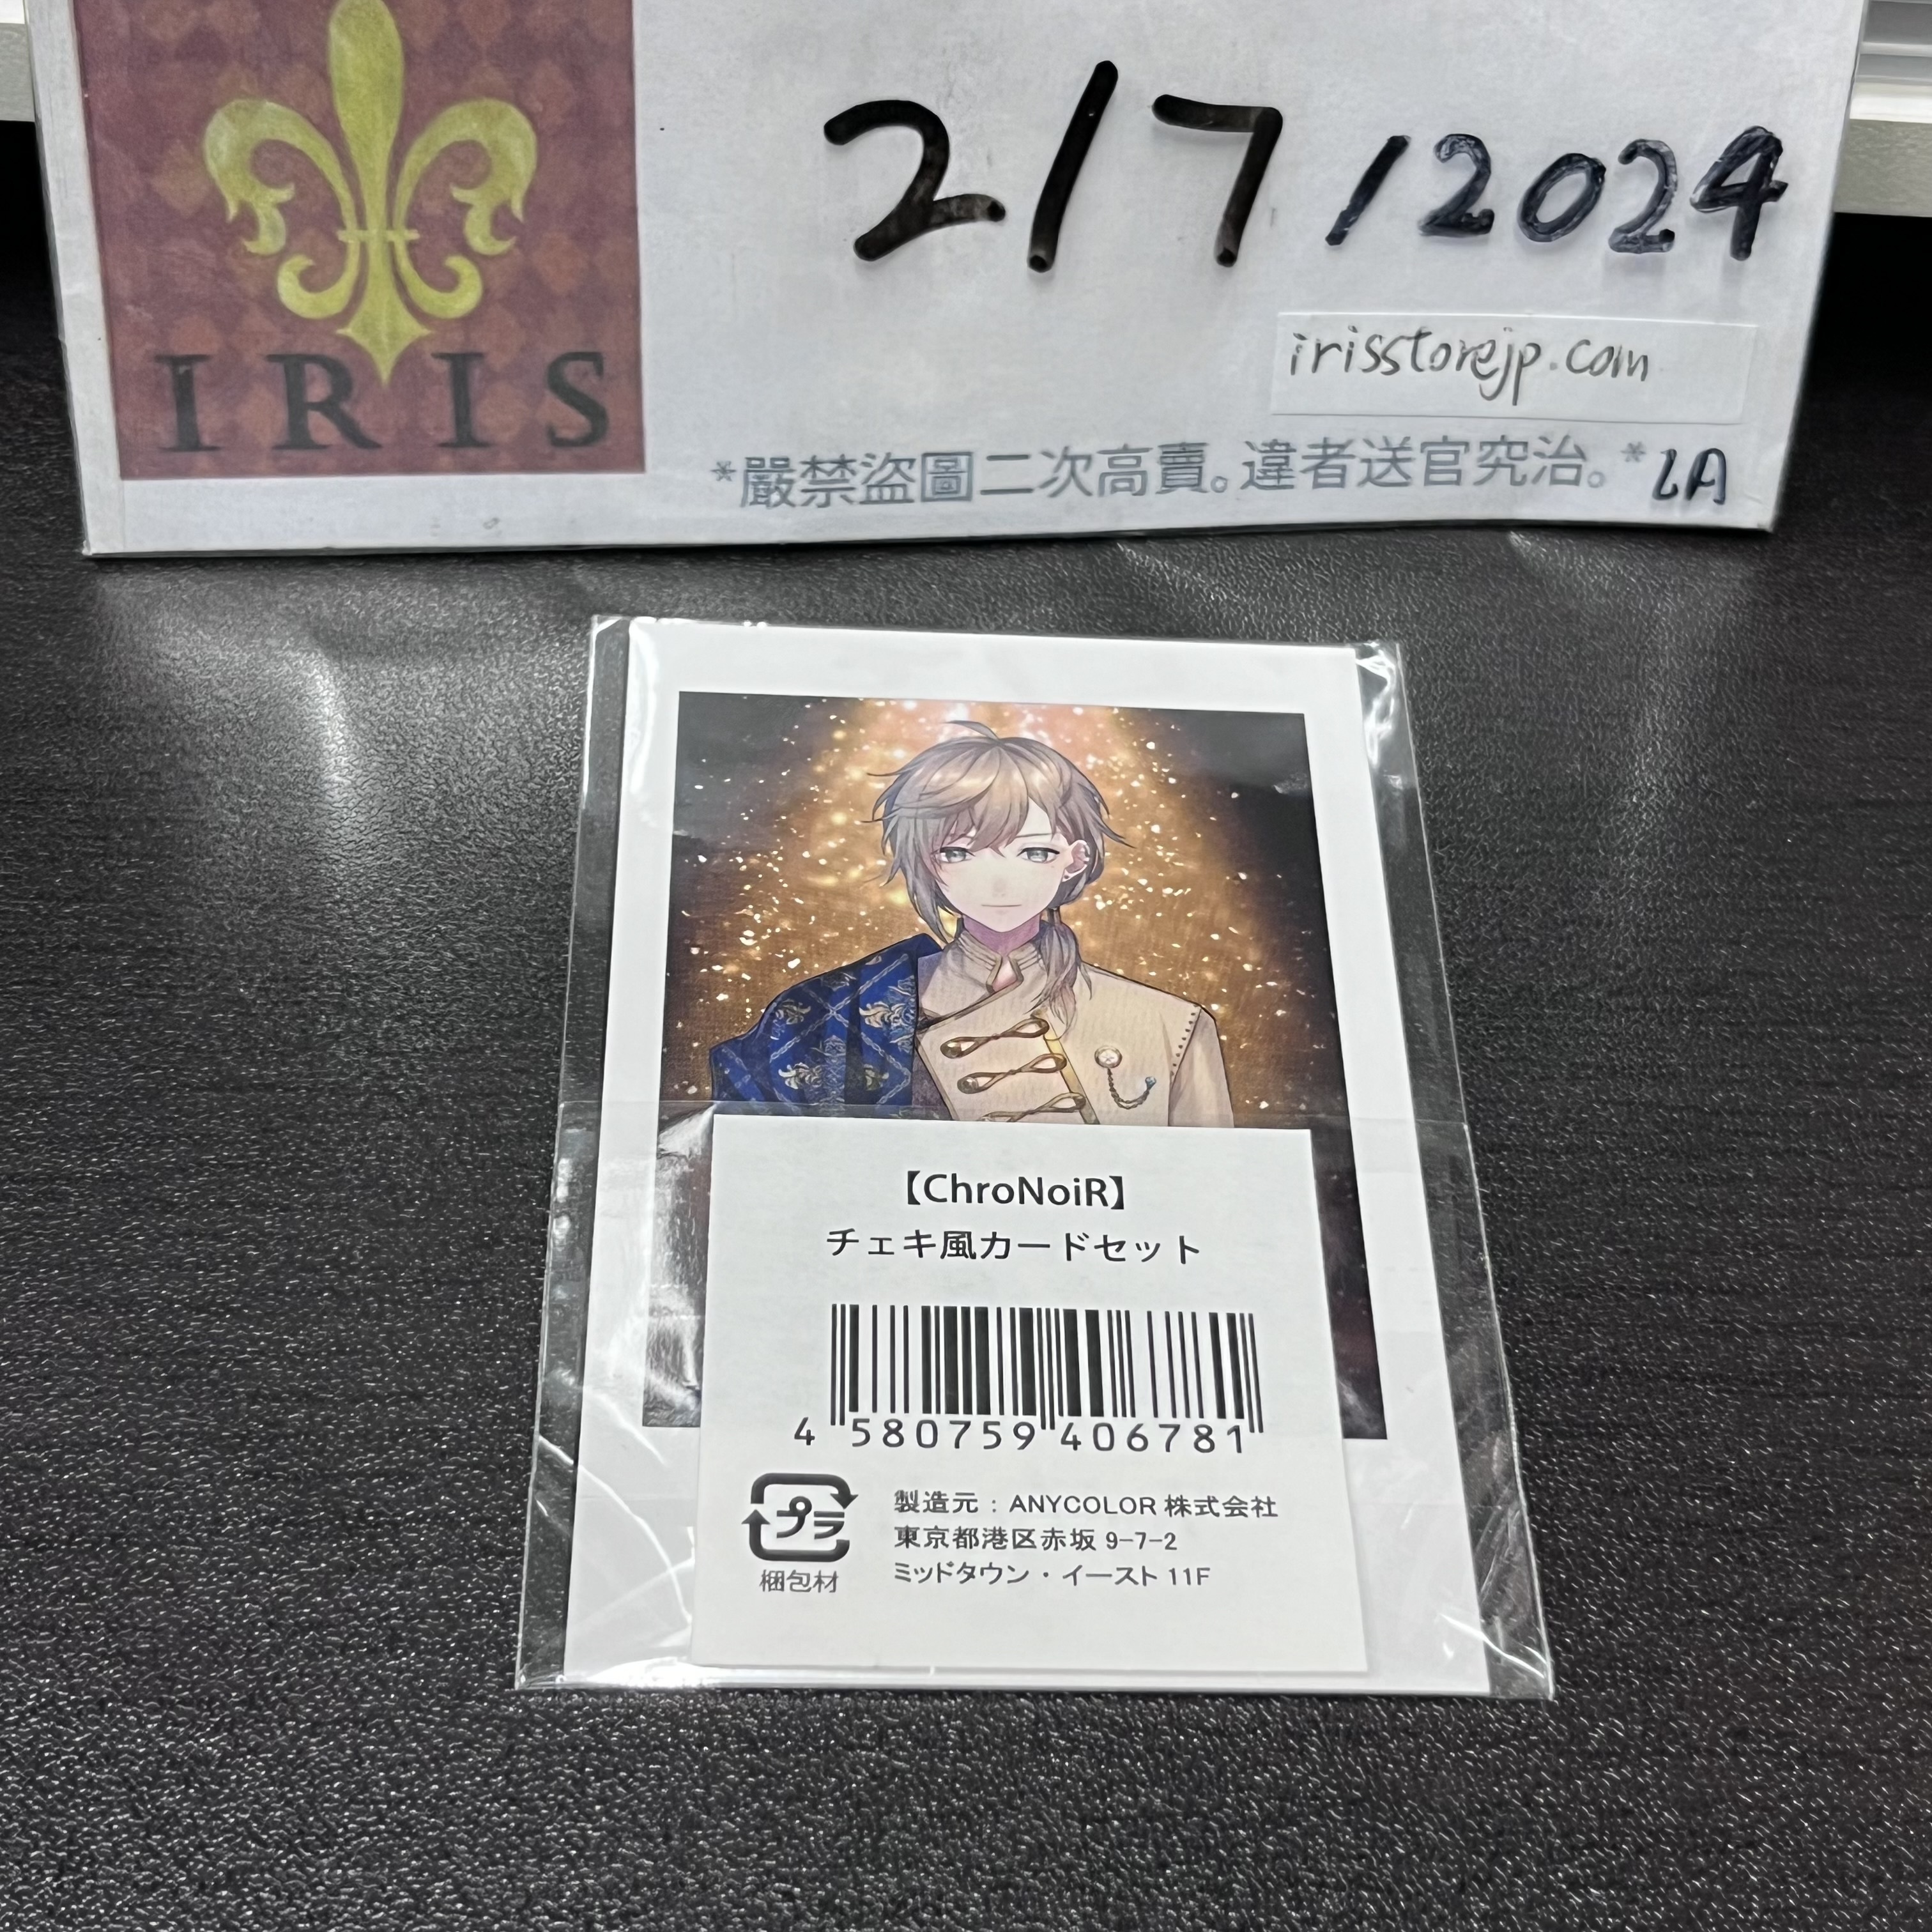 IRIS
2/7/2024
irisstorejp.com
*嚴禁盜圖二次高賣。違者送官究治。* LA
【ChroNoiR】
チェキ風カードセット
4 580759 406781
プラ
梱包材
製造元：ANYCOLOR 株式会社
東京都港区赤坂 9-7-2
ミッドタウン・イースト 11F